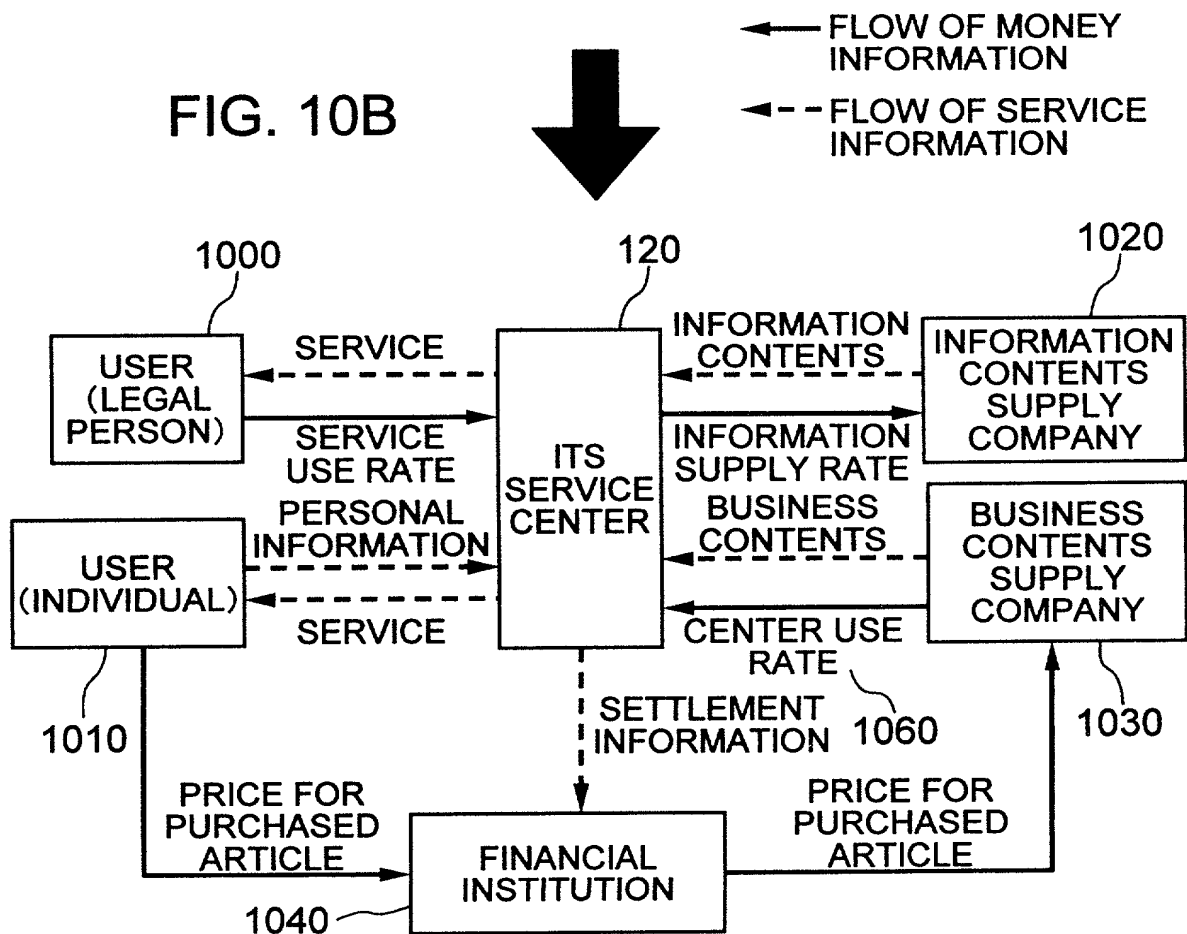 FLOW OF MONEY
INFORMATION
FIG. 10B
FLOW OF SERVICE
INFORMATION
1000
120
1020
USER
(LEGAL
PERSON)
SERVICE
SERVICE
USE RATE
ITS
SERVICE
CENTER
INFORMATION
CONTENTS
INFORMATION
SUPPLY RATE
INFORMATION
CONTENTS
SUPPLY
COMPANY
USER
(INDIVIDUAL)
PERSONAL
INFORMATION
SERVICE
BUSINESS
CONTENTS
CENTER USE
RATE
BUSINESS
CONTENTS
SUPPLY
COMPANY
1010
SETTLEMENT
INFORMATION
1060
1030
PRICE FOR
PURCHASED
ARTICLE
FINANCIAL
INSTITUTION
PRICE FOR
PURCHASED
ARTICLE
1040